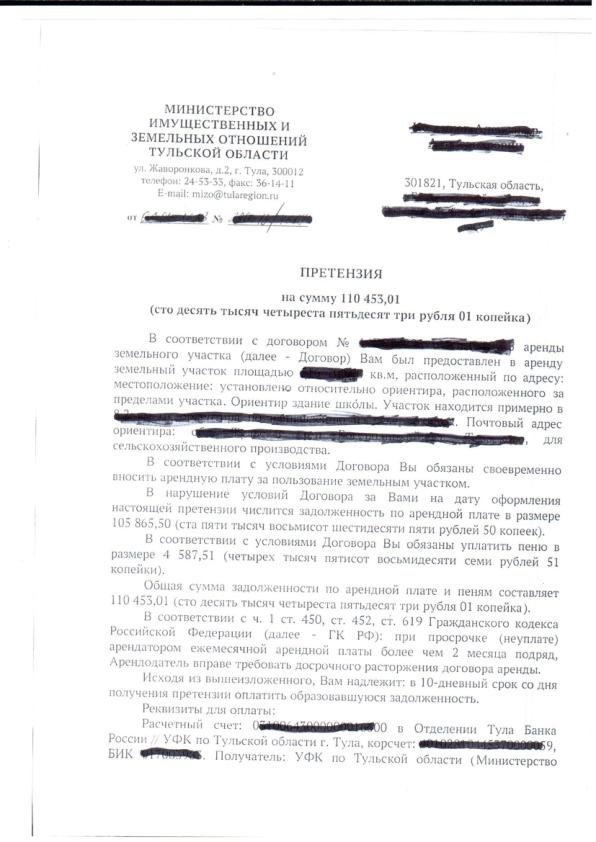 МИНИСТЕРСТВО
ИМУЩЕСТВЕННЫХ И
ЗЕМЕЛЬНЫХ ОТНОШЕНИЙ
ТУЛЬСКОЙ ОБЛАСТИ
ул. Жаворонкова, д.2, г. Тула, 300012
телефон: 24-53-33, факс: 36-14-11
E-mail: mizo@tularegion.ru
от №
301821, Тульская область,
ПРЕТЕНЗИЯ
на сумму 110 453,01
(сто десять тысяч четыреста пятьдесят три рубля 01 копейка)
В соответствии с договором № аренды
земельного участка (далее - Договор) Вам был предоставлен в аренду
земельный участок площадью кв.м, расположенный по адресу:
местоположение: установлено относительно ориентира, расположенного за
пределами участка. Ориентир здание школы. Участок находится примерно в
. Почтовый адрес
ориентира: , для
сельскохозяйственного производства.
В соответствии с условиями Договора Вы обязаны своевременно
вносить арендную плату за пользование земельным участком.
В нарушение условий Договора за Вами на дату оформления
настоящей претензии числится задолженность по арендной плате в размере
105 865,50 (ста пяти тысяч восьмисот шестидесяти пяти рублей 50 копеек).
В соответствии с условиями Договора Вы обязаны уплатить пеню в
размере 4 587,51 (четырех тысяч пятисот восьмидесяти семи рублей 51
копейки).
Общая сумма задолженности по арендной плате и пеням составляет
110 453,01 (сто десять тысяч четыреста пятьдесят три рубля 01 копейка).
В соответствии с ч. 1 ст. 450, ст. 452, ст. 619 Гражданского кодекса
Российской Федерации (далее - ГК РФ): при просрочке (неуплате)
арендатором ежемесячной арендной платы более чем 2 месяца подряд,
Арендодатель вправе требовать досрочного расторжения договора аренды.
Исходя из вышеизложенного, Вам надлежит: в 10-дневный срок со дня
получения претензии оплатить образовавшуюся задолженность.
Реквизиты для оплаты:
Расчетный счет: в Отделении Тула Банка
России // УФК по Тульской области г. Тула, корсчет:
БИК . Получатель: УФК по Тульской области (Министерство